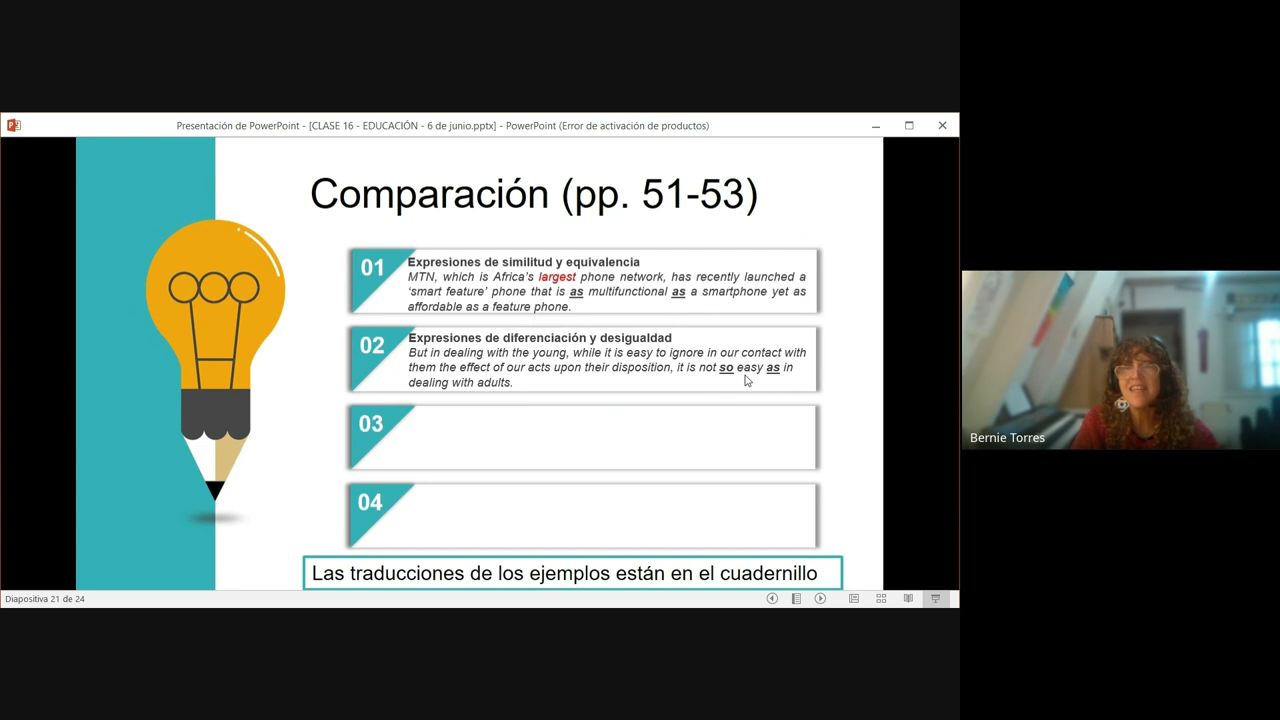 Presentación de PowerPoint - [CLASE 16 - EDUCACIÓN - 6 de junio.pptx] - PowerPoint (Error de activación de productos)
Comparación (pp. 51-53)
01
Expresiones de similitud y equivalencia
MTN, which is Africa's largest phone network, has recently launched a
'smart feature' phone that is as multifunctional as a smartphone yet as
affordable as a feature phone.
02
Expresiones de diferenciación y desigualdad
But in dealing with the young, while it is easy to ignore in our contact with
them the effect of our acts upon their disposition, it is not so easy as in
dealing with adults.
03
04
Las traducciones de los ejemplos están en el cuadernillo
Diapositiva 21 de 24
Bernie Torres